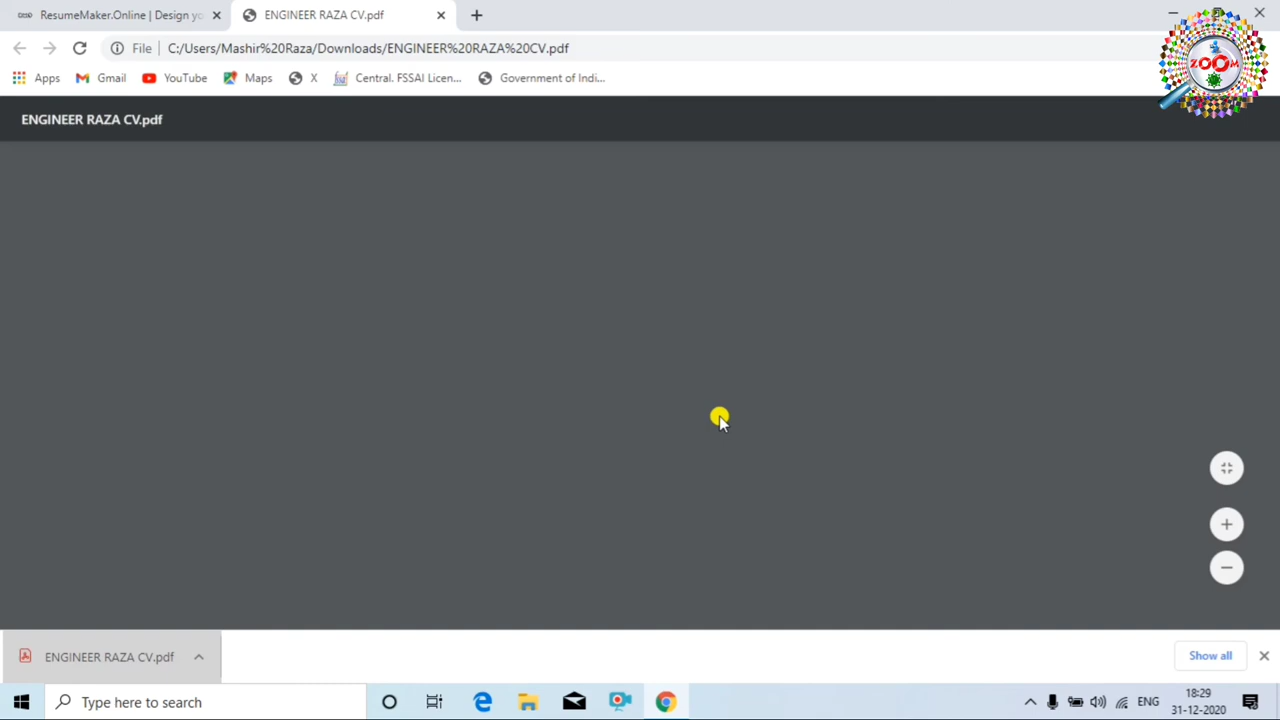 ResumeMaker.Online | Design yo
ENGINEER RAZA CV.pdf
File
C:/Users/Mashir%20Raza/Downloads/ENGINEER%20RAZA%20CV.pdf
Apps
Gmail
YouTube
Maps
X
Central. FSSAI Licen...
Government of Indi...
ZOOM
ENGINEER RAZA CV.pdf
ENGINEER RAZA CV.pdf
Show all
Type here to search
ENG
18:29
31-12-2020